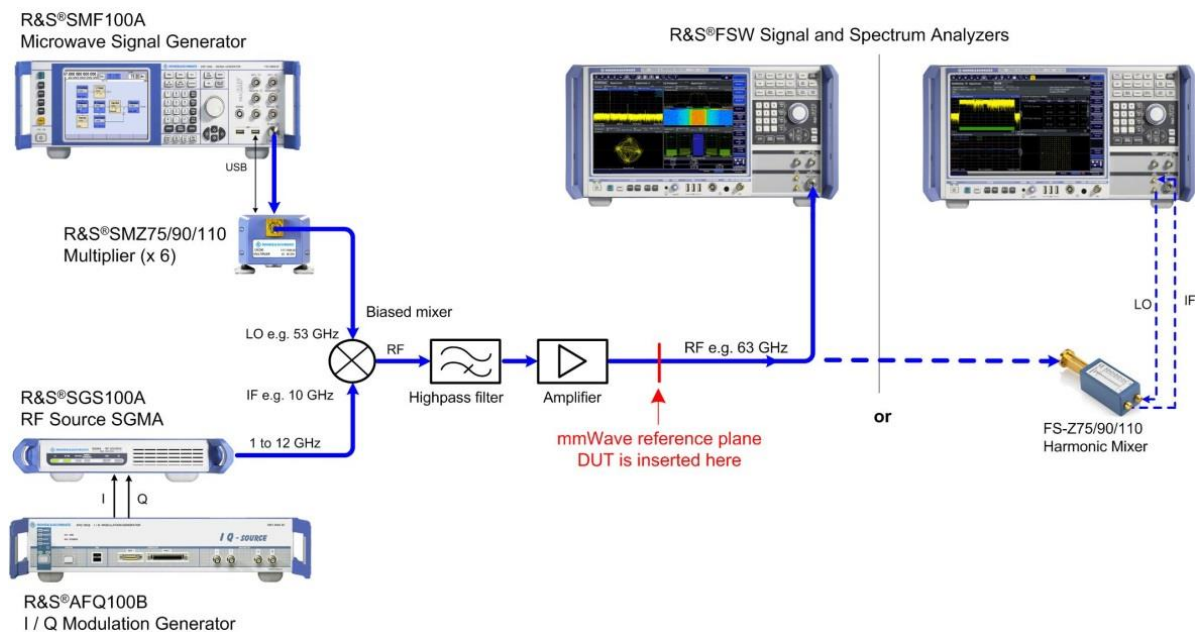 R&S®SMF100A
Microwave Signal Generator
R&S®FSW Signal and Spectrum Analyzers
USB
R&S®SMZ75/90/110
Multiplier (x 6)
Biased mixer
LO e.g. 53 GHz
RF
RF e.g. 63 GHz
LO
IF
IF e.g. 10 GHz
Highpass filter
Amplifier
R&S®SGS100A
RF Source SGMA
1 to 12 GHz
mmWave reference plane
DUT is inserted here
or
FS-Z75/90/110
Harmonic Mixer
I
Q
I Q - SOURCE
R&S®AFQ100B
I / Q Modulation Generator